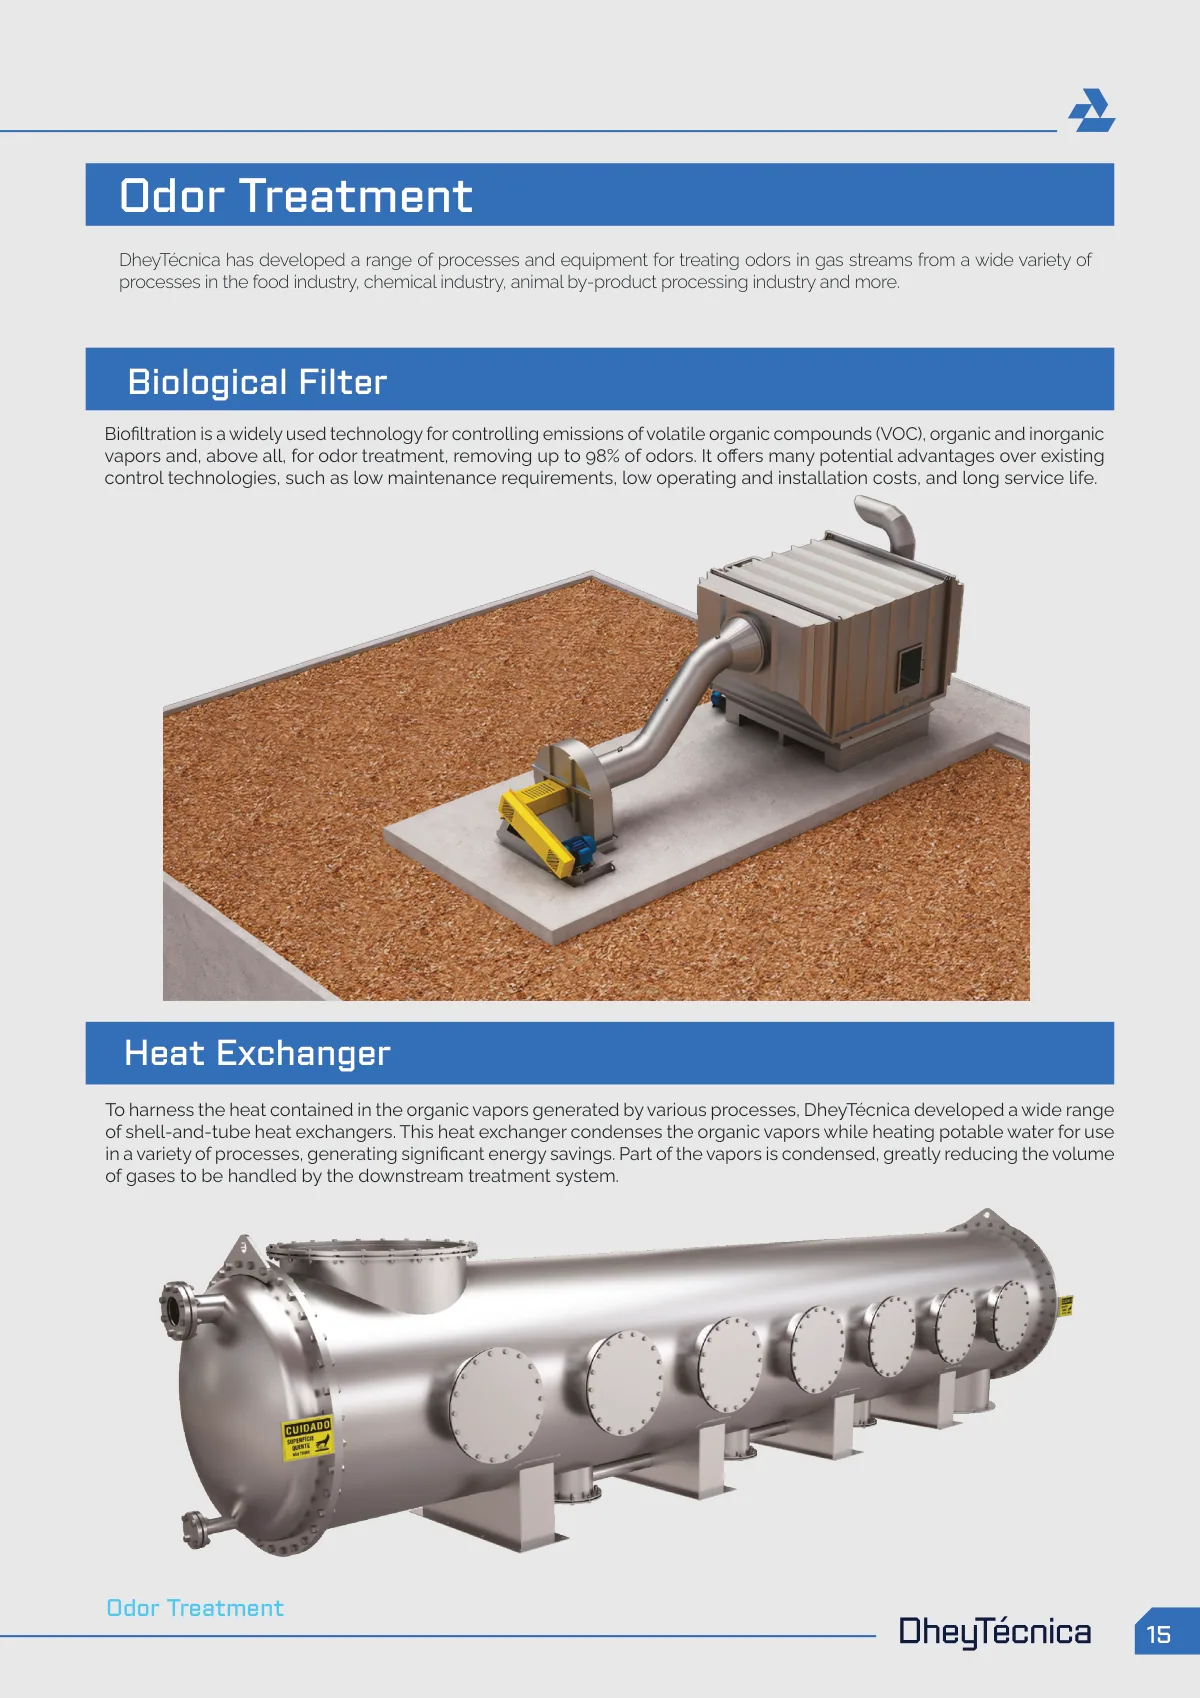 Odor Treatment
DheyTécnica has developed a range of processes and equipment for treating odors in gas streams from a wide variety of
processes in the food industry, chemical industry, animal by-product processing industry and more.
Biological Filter
Biofiltration is a widely used technology for controlling emissions of volatile organic compounds (VOC), organic and inorganic
vapors and, above all, for odor treatment, removing up to 98% of odors. It offers many potential advantages over existing
control technologies, such as low maintenance requirements, low operating and installation costs, and long service life.
Heat Exchanger
To harness the heat contained in the organic vapors generated by various processes, DheyTécnica developed a wide range
of shell-and-tube heat exchangers. This heat exchanger condenses the organic vapors while heating potable water for use
in a variety of processes, generating significant energy savings. Part of the vapors is condensed, greatly reducing the volume
of gases to be handled by the downstream treatment system.
CUIDADO
SUPERFÍCIE
QUENTE
Odor Treatment
DheyTécnica
15